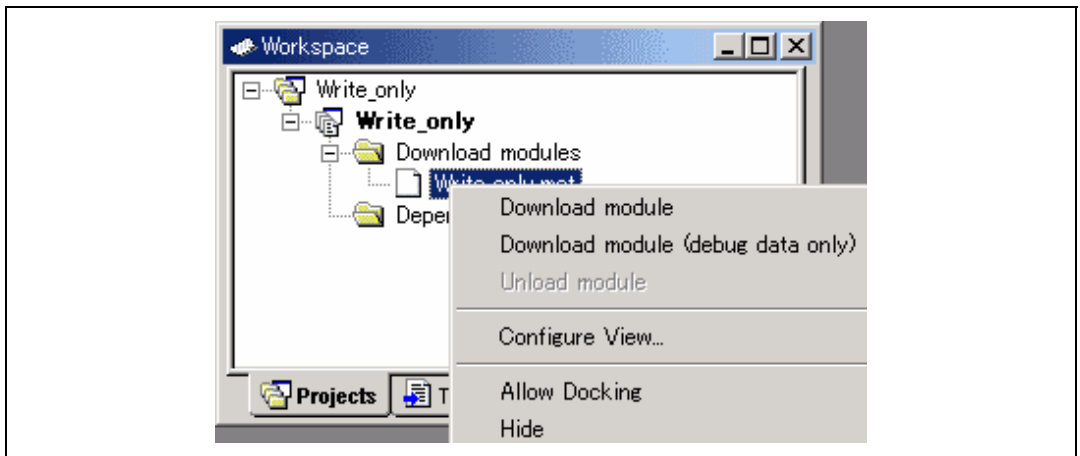 Workspace
Write_only
Write_only
Download modules
Download module
Download module (debug data only)
Unload module
Configure View...
Projects
Allow Docking
Hide